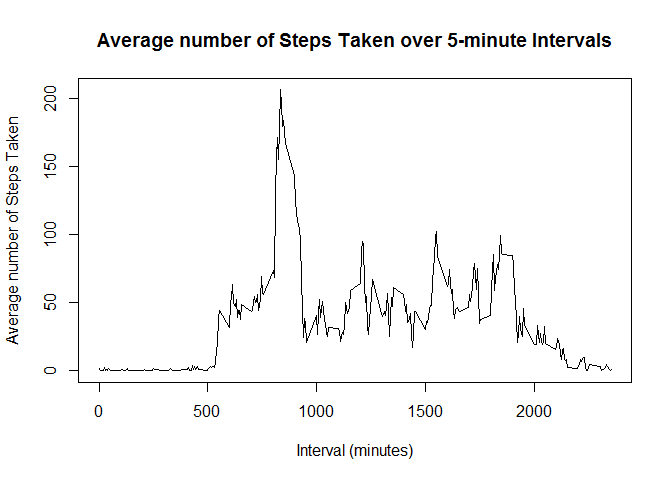 Average number of Steps Taken over 5-minute Intervals
Average number of Steps Taken
200
150
100
50
0
0 500 1000 1500 2000
Interval (minutes)